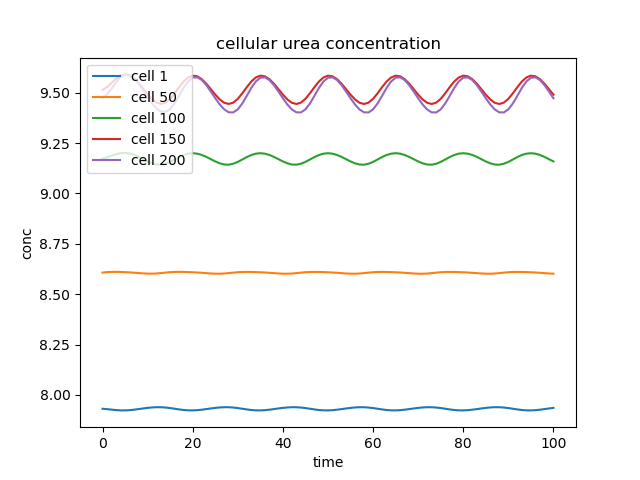 cellular urea concentration
cell 1
cell 50
cell 100
cell 150
cell 200
9.50
9.25
9.00
8.75
8.50
8.25
8.00
conc
0 20 40 60 80 100
time